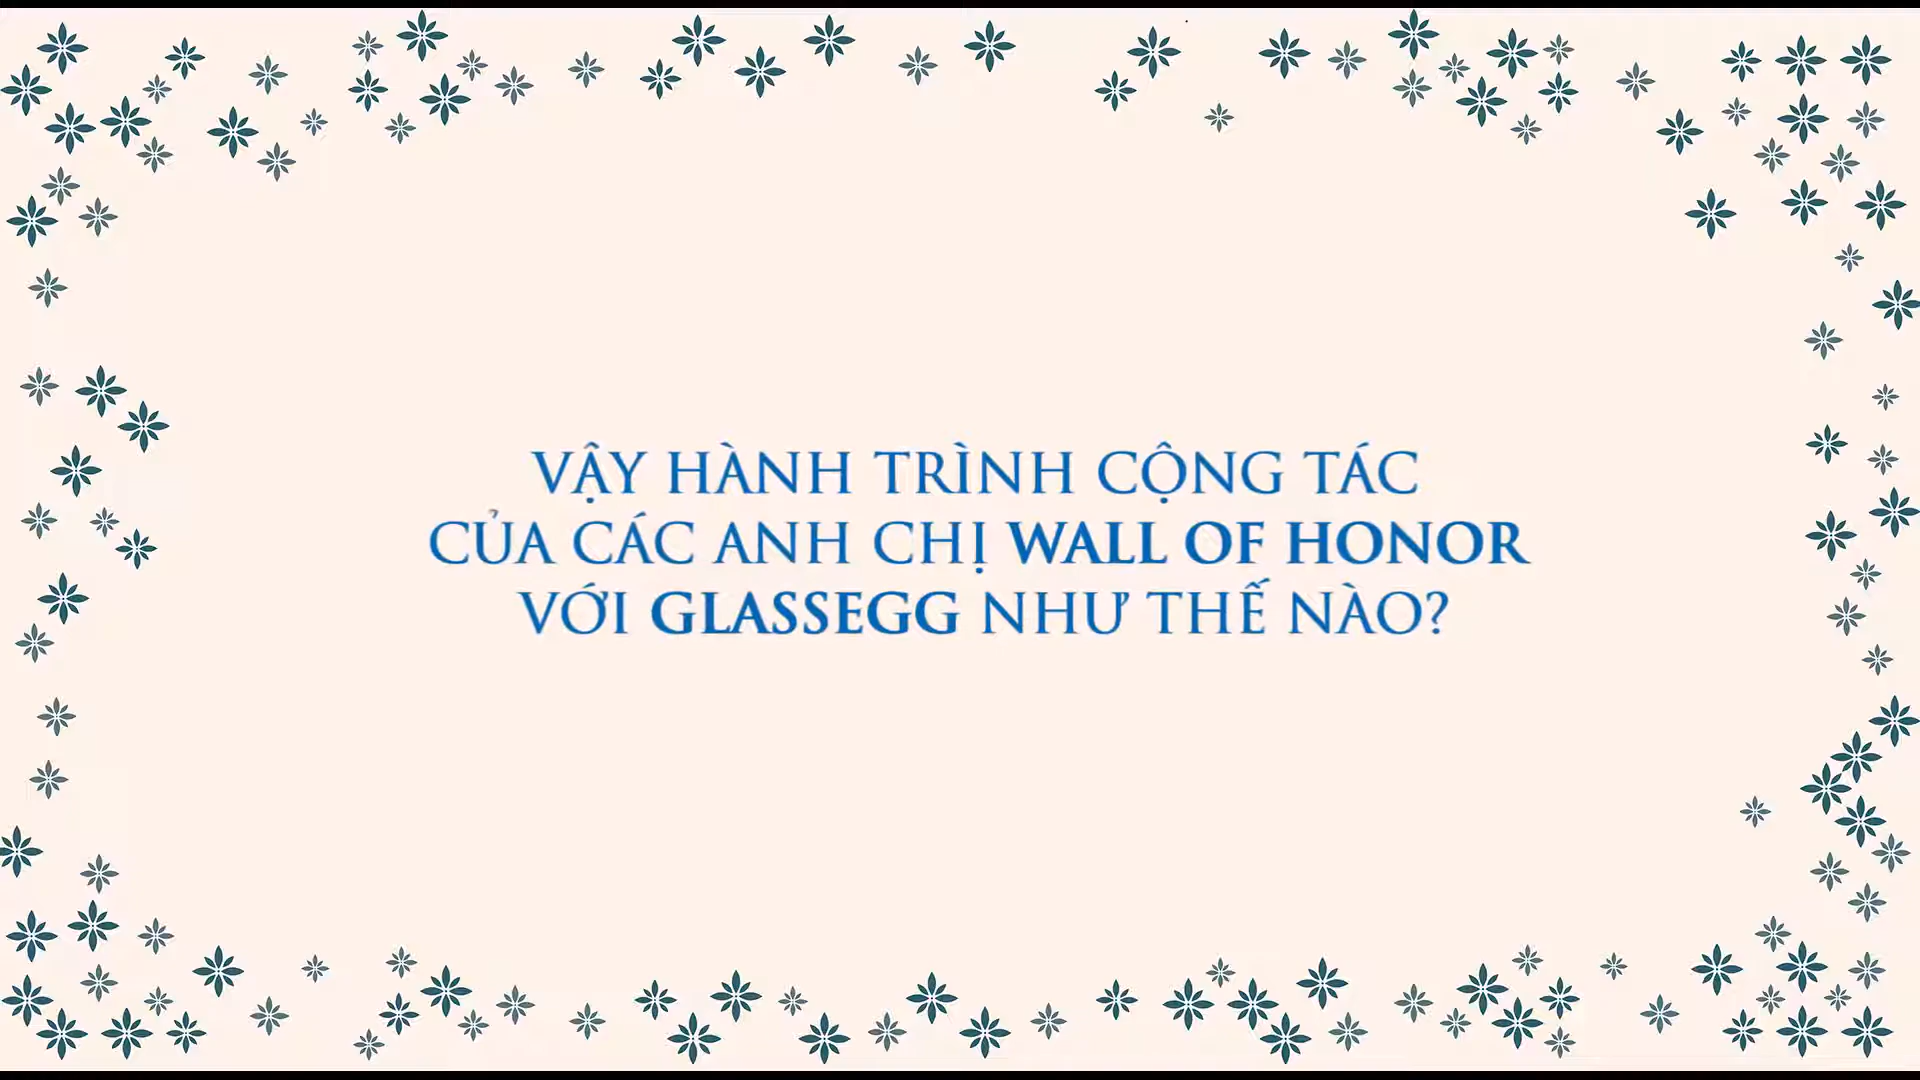 VẬY HÀNH TRÌNH CỘNG TÁC
CỦA CÁC ANH CHỊ WALL OF HONOR
VỚI GLASSEGG NHƯ THẾ NÀO?